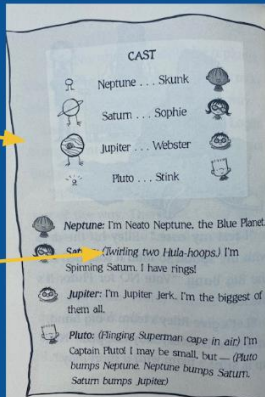 CAST
Neptune . . . Skunk
Saturn . . . Sophie
Jupiter . . . Webster
Pluto . . . Stink
Neptune: I'm Neato Neptune, the Blue Planet.
Saturn: (Twirling two Hula-hoops.) I'm
Spinning Saturn. I have rings!
Jupiter: I'm Jupiter Jerk. I'm the biggest of
them all.
Pluto: (Flinging Superman cape in air.) I'm
Captain Pluto! I may be small, but — (Pluto
bumps Neptune. Neptune bumps Saturn.
Saturn bumps Jupiter.)